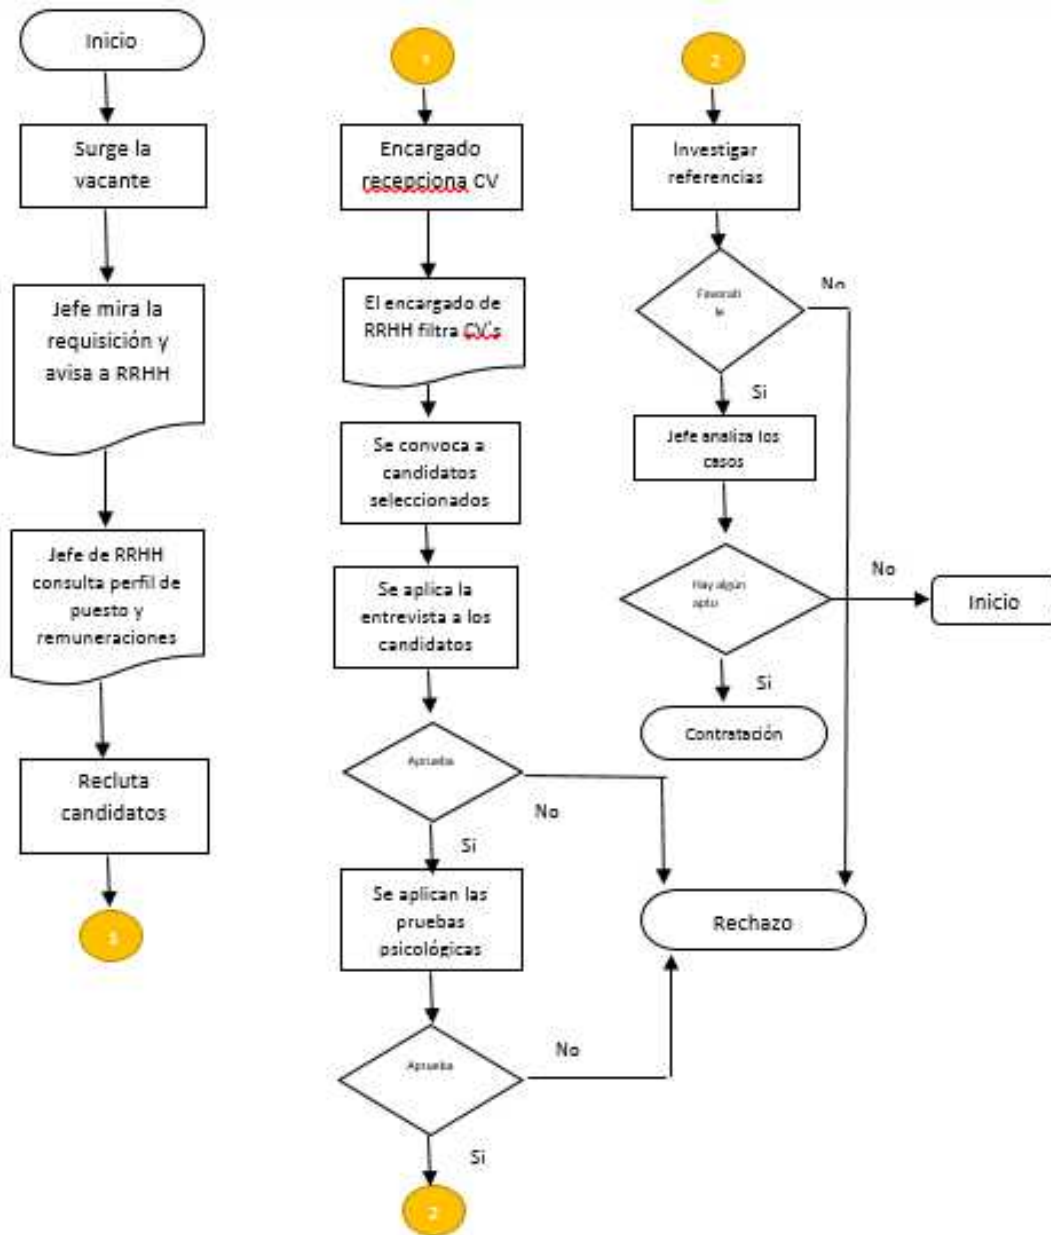 Inicio
Surge la
vacante
Jefe mira la
requisición y
avisa a RRHH
Jefe de RRHH
consulta perfil de
puesto y
remuneraciones
Recluta
candidatos
1
1
Encargado
recepciona CV
El encargado de
RRHH filtra CV´s
Se convoca a
candidatos
seleccionados
Se aplica la
entrevista a los
candidatos
Aprueba
No
Si
Se aplican las
pruebas
psicológicas
Aprueba
No
Si
2
2
Investigar
referencias
Favorab
le
No
Si
Jefe analiza los
casos
Hay algún
apto
No
Inicio
Si
Contratación
Rechazo